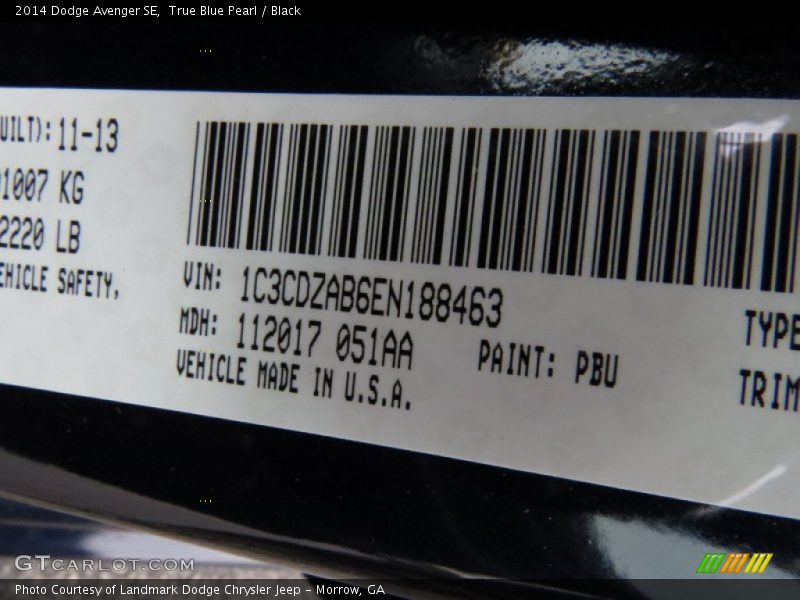 2014 Dodge Avenger SE,  True Blue Pearl / Black
UILT): 11-13
1007 KG
2220 LB
EHICLE SAFETY,
VIN: 1C3CDZAB6EN188463
MDH: 112017 051AA
PAINT: PBU
VEHICLE MADE IN U.S.A.
TYPE
TRIM
GTCARLOT.COM
Photo Courtesy of Landmark Dodge Chrysler Jeep – Morrow, GA